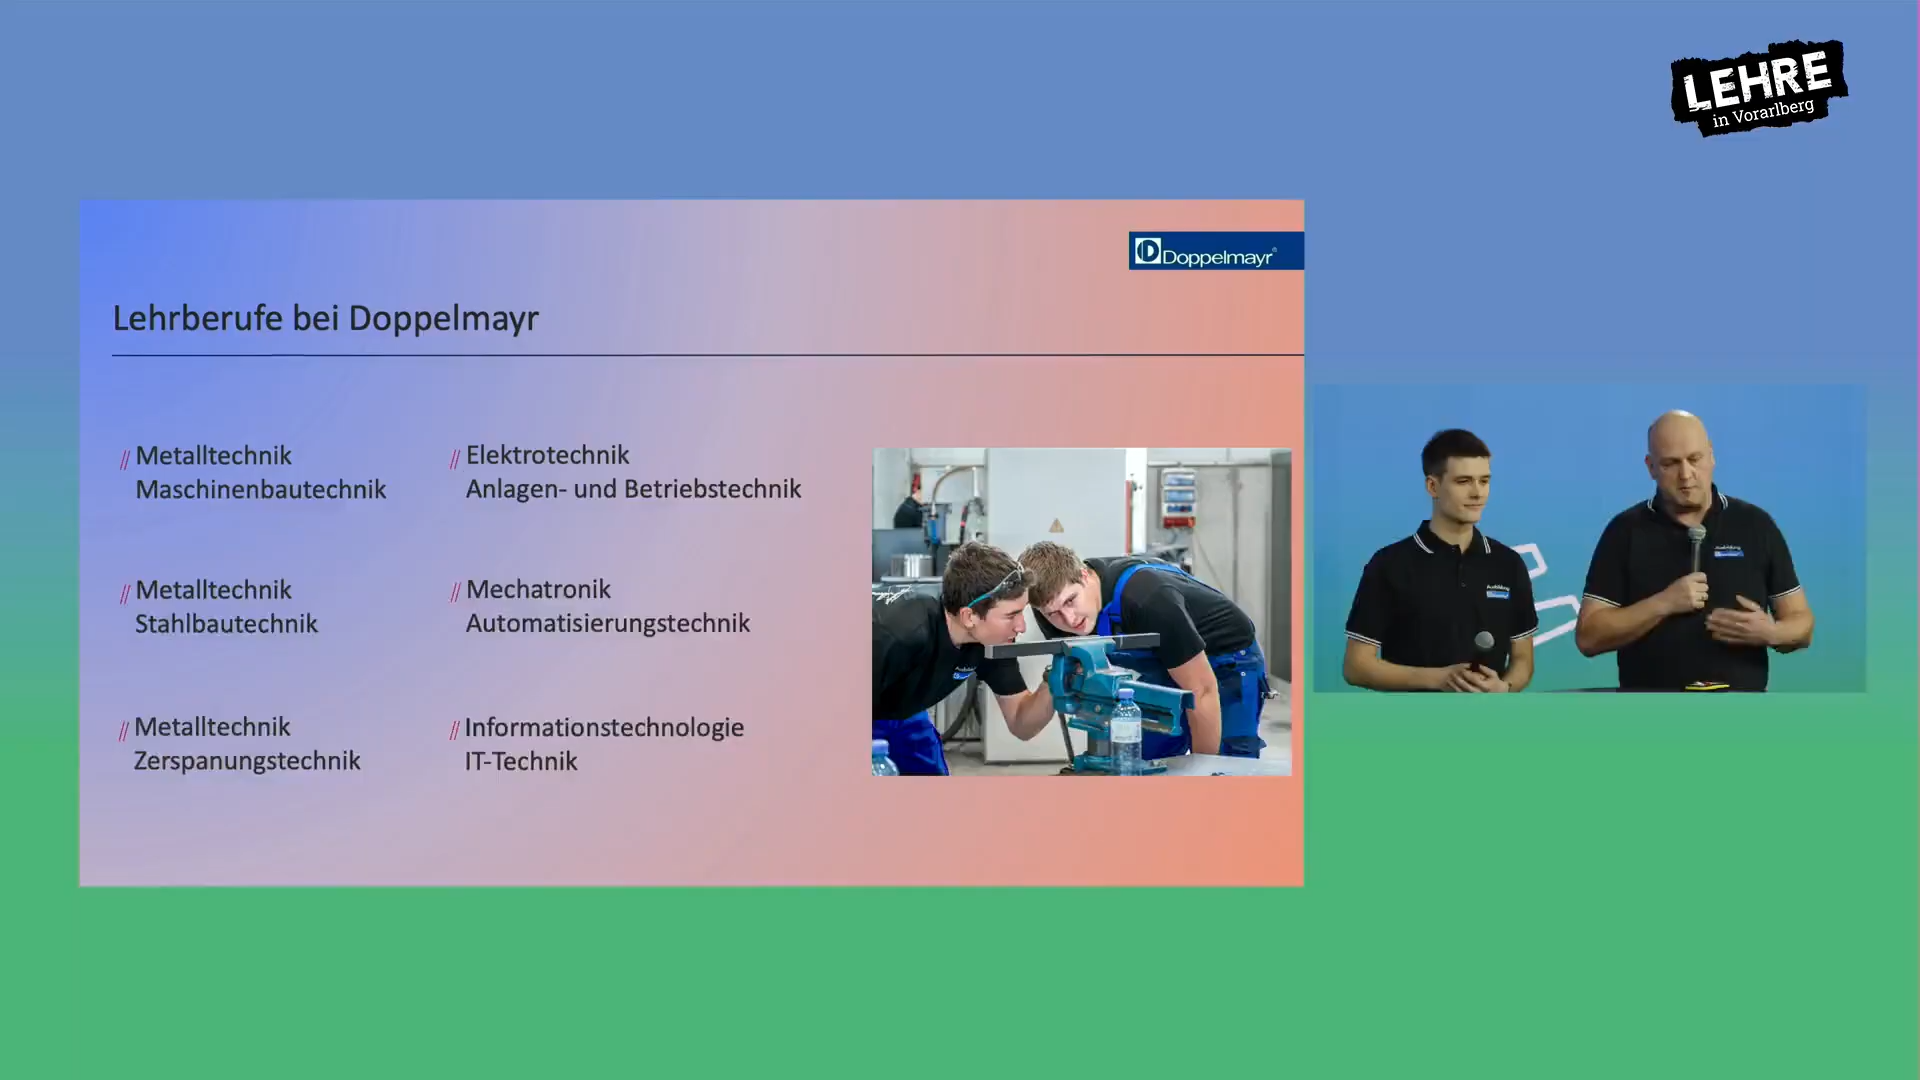 LEHRE
in Vorarlberg
Doppelmayr®
Lehrberufe bei Doppelmayr
// Metalltechnik
Maschinenbautechnik
// Metalltechnik
Stahlbautechnik
// Metalltechnik
Zerspanungstechnik
// Elektrotechnik
Anlagen- und Betriebstechnik
// Mechatronik
Automatisierungstechnik
// Informationstechnologie
IT-Technik